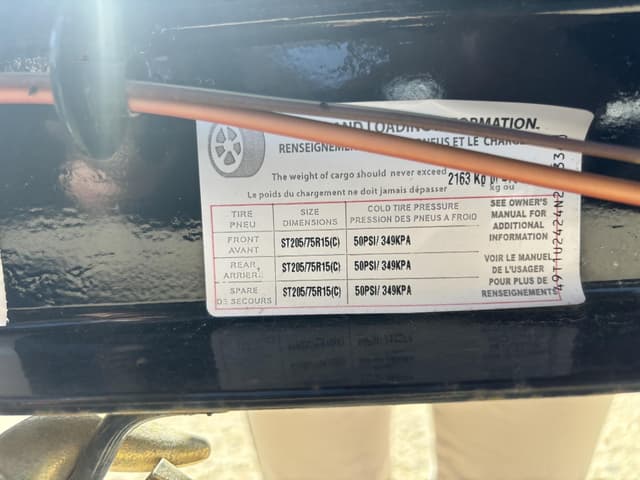 AND LOADING INFORMATION
RENSEIGNEMENTS PNEUS ET LE CHARGE
The weight of cargo should never exceed 2163 Kg
Le poids du chargement ne doit jamais dépasser kg ou
TIRE
PNEU
SIZE
DIMENSIONS
COLD TIRE PRESSURE
PRESSION DES PNEUS A FROID
FRONT
AVANT
ST205/75R15(C)
50PSI/349KPA
REAR
ARRIERE
ST205/75R15(C)
50PSI/349KPA
SPARE
DE SECOURS
ST205/75R15(C)
50PSI/349KPA
SEE OWNER'S
MANUAL FOR
ADDITIONAL
INFORMATION
VOIR LE MANUEL
DE L'USAGER
POUR PLUS DE
RENSEIGNEMENTS